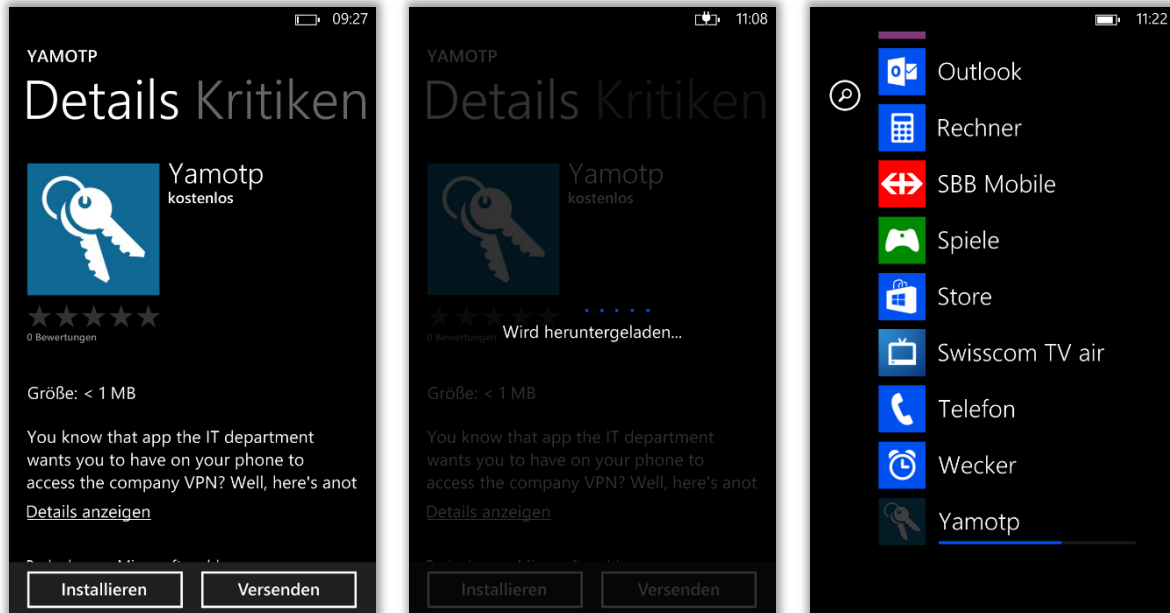 09:27
YAMOTP
Details Kritiken
Yamotp
kostenlos
0 Bewertungen
Größe: < 1 MB
You know that app the IT department
wants you to have on your phone to
access the company VPN? Well, here's anot
Details anzeigen
Installieren
Versenden
11:08
YAMOTP
Details Kritiken
Yamotp
kostenlos
0 Bewertungen
Wird heruntergeladen...
Größe: < 1 MB
You know that app the IT department
wants you to have on your phone to
access the company VPN? Well, here's anot
Details anzeigen
Installieren
Versenden
11:22
Outlook
Rechner
SBB Mobile
Spiele
Store
Swisscom TV air
Telefon
Wecker
Yamotp